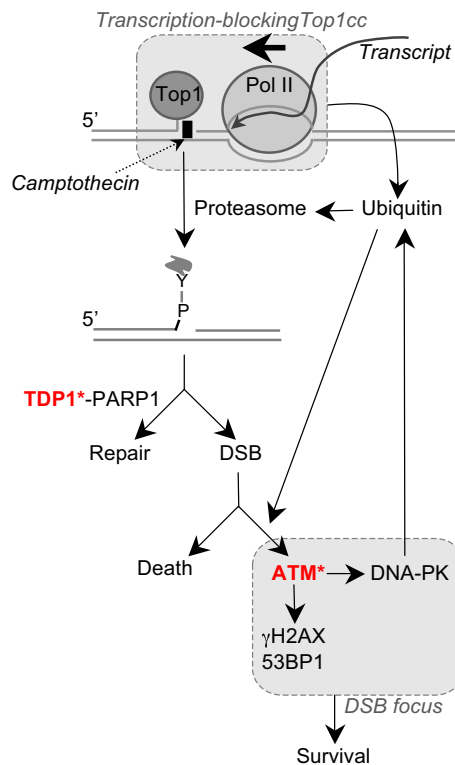 Transcription-blockingTop1cc
Transcript
Pol II
Top1
5'
Camptothecin
Proteasome
Ubiquitin
Y
P
5'
TDP1*-PARP1
Repair
DSB
Death
ATM*
DNA-PK
γH2AX
53BP1
DSB focus
Survival